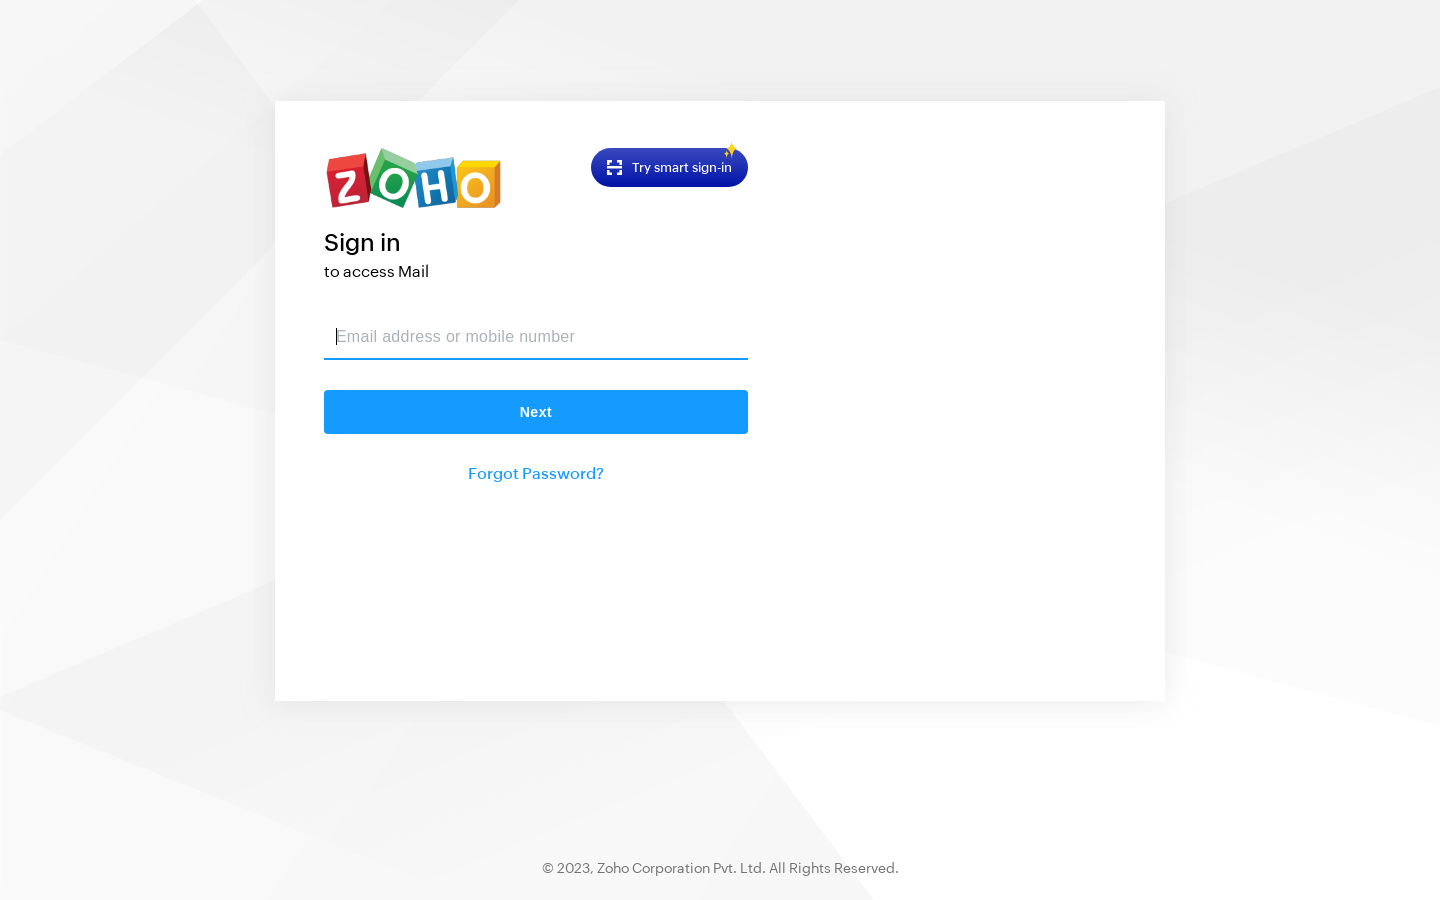 ZOHO
Try smart sign-in
Sign in
to access Mail
Email address or mobile number
Next
Forgot Password?
© 2023, Zoho Corporation Pvt. Ltd. All Rights Reserved.